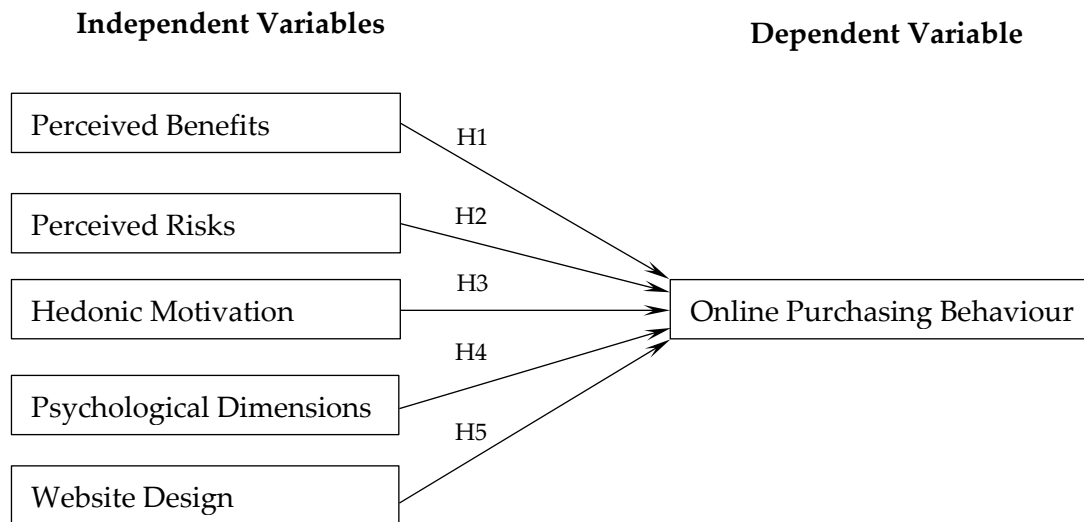 Independent Variables
Dependent Variable
Perceived Benefits
H1
Perceived Risks
H2
Hedonic Motivation
H3
Online Purchasing Behaviour
Psychological Dimensions
H4
Website Design
H5